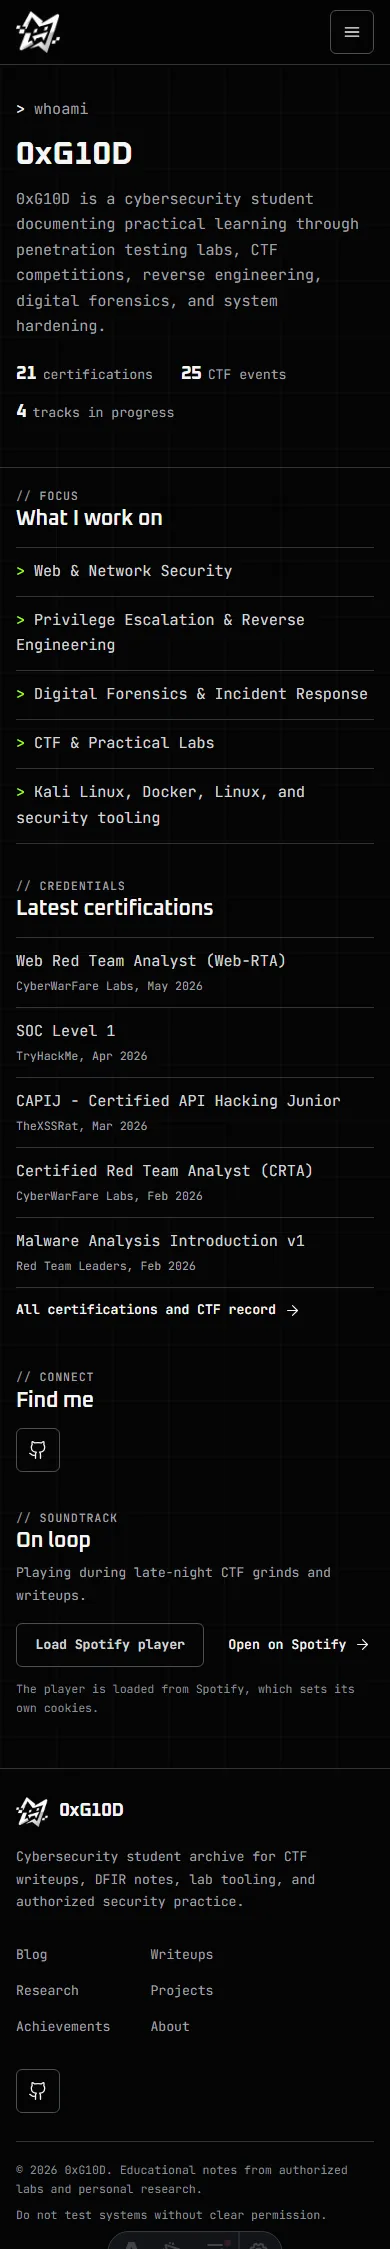 > whoami
0xG10D
0xG10D is a cybersecurity student
documenting practical learning through
penetration testing labs, CTF
competitions, reverse engineering,
digital forensics, and system
hardening.
21 certifications 25 CTF events
4 tracks in progress
// FOCUS
What I work on
> Web & Network Security
> Privilege Escalation & Reverse
Engineering
> Digital Forensics & Incident Response
> CTF & Practical Labs
> Kali Linux, Docker, Linux, and
security tooling
// CREDENTIALS
Latest certifications
Web Red Team Analyst (Web-RTA)
CyberWarFare Labs, May 2026
SOC Level 1
TryHackMe, Apr 2026
CAPIJ - Certified API Hacking Junior
TheXSSRat, Mar 2026
Certified Red Team Analyst (CRTA)
CyberWarFare Labs, Feb 2026
Malware Analysis Introduction v1
Red Team Leaders, Feb 2026
All certifications and CTF record →
// CONNECT
Find me
// SOUNDTRACK
On loop
Playing during late-night CTF grinds and
writeups.
Load Spotify player Open on Spotify →
The player is loaded from Spotify, which sets its
own cookies.
0xG10D
Cybersecurity student archive for CTF
writeups, DFIR notes, lab tooling, and
authorized security practice.
Blog Writeups
Research Projects
Achievements About
© 2026 0xG10D. Educational notes from authorized
labs and personal research.
Do not test systems without clear permission.